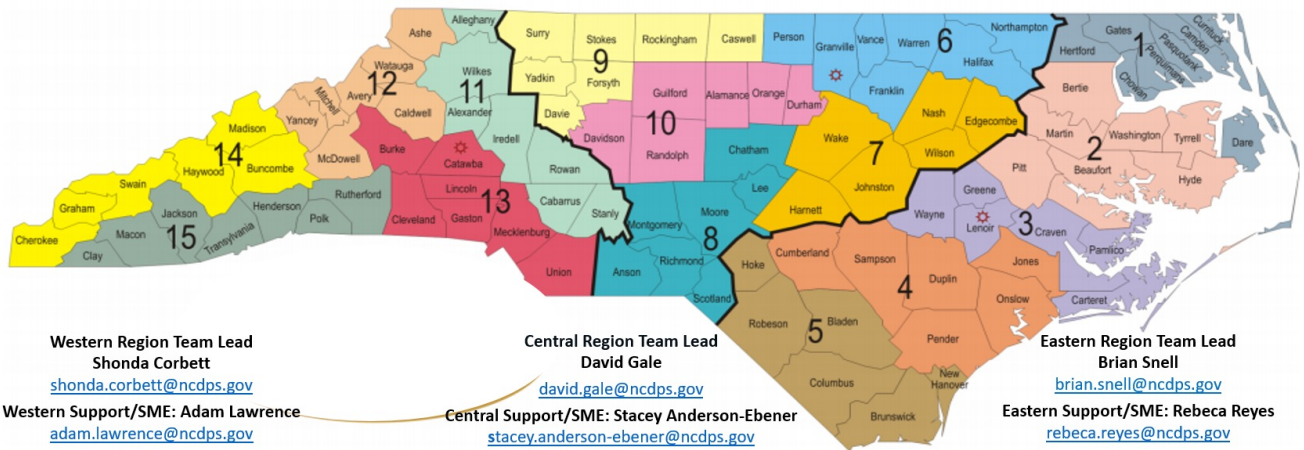 Alleghany
Ashe
Surry
Stokes
Rockingham
Caswell
Person
Granville
Vance
Warren
6
Northampton
Halifax
Hertford
Gates
1
Currituck
Camden
Pasquotank
Perquimans
Chowan
Watauga
12
Wilkes
11
Yadkin
9
Forsyth
Guilford
Alamance
Orange
Durham
Franklin
Nash
Edgecombe
Bertie
Mitchell
Avery
Caldwell
Alexander
Davie
Yancey
Madison
Iredell
Davidson
10
Randolph
Chatham
Wake
7
Wilson
Martin
2
Washington
Tyrrell
Dare
Burke
Catawba
McDowell
14
Buncombe
Haywood
Rowan
Pitt
Beaufort
Hyde
Swain
Rutherford
Lincoln
13
Lee
Johnston
Greene
Graham
Jackson
Henderson
Polk
Cleveland
Gaston
Cabarrus
Stanly
Montgomery
Moore
8
Harnett
Wayne
Lenoir
3
Craven
Pamlico
Cherokee
Clay
Macon
15
Transylvania
Mecklenburg
Union
Anson
Richmond
Scotland
Hoke
Cumberland
Sampson
4
Duplin
Jones
Onslow
Carteret
Robeson
5
Bladen
Pender
Columbus
New
Hanover
Brunswick
Western Region Team Lead
Shonda Corbett
shonda.corbett@ncdps.gov
Western Support/SME: Adam Lawrence
adam.lawrence@ncdps.gov
Central Region Team Lead
David Gale
david.gale@ncdps.gov
Central Support/SME: Stacey Anderson-Ebener
stacey.anderson-ebener@ncdps.gov
Eastern Region Team Lead
Brian Snell
brian.snell@ncdps.gov
Eastern Support/SME: Rebeca Reyes
rebeca.reyes@ncdps.gov